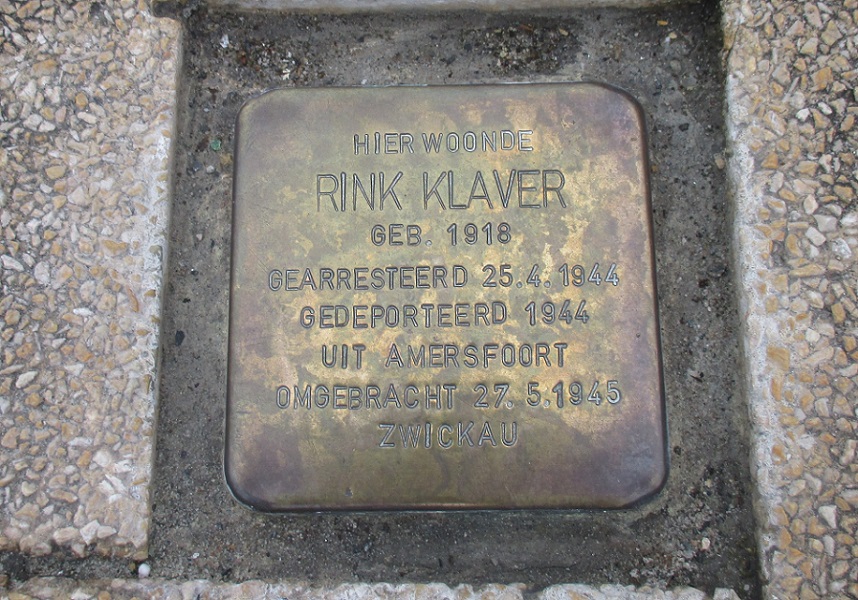 HIER WOONDE
RINK KLAVER
GEB. 1918
GEARRESTEERD 25.4.1944
GEDEPORTEERD 1944
UIT AMERSFOORT
OMGEBRACHT 27.5.1945
ZWICKAU